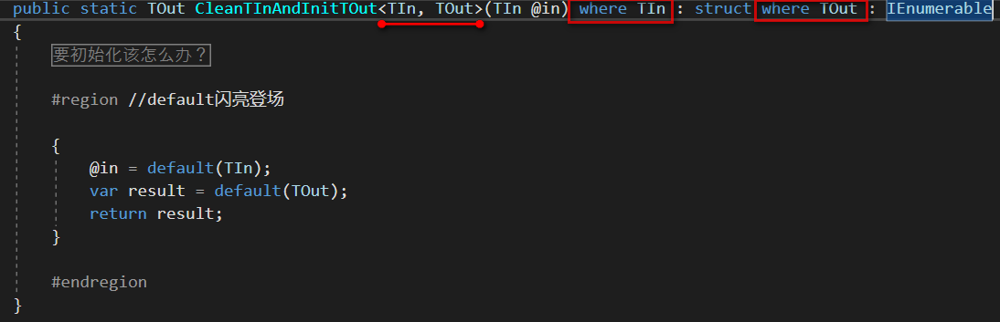 public static TOut CleanTInAndInitTOut<TIn, TOut>(TIn @in) where TIn : struct where TOut : IEnumerable
{
要初始化该怎么办？
#region //default闪亮登场
{
@in = default(TIn);
var result = default(TOut);
return result;
}
#endregion
}